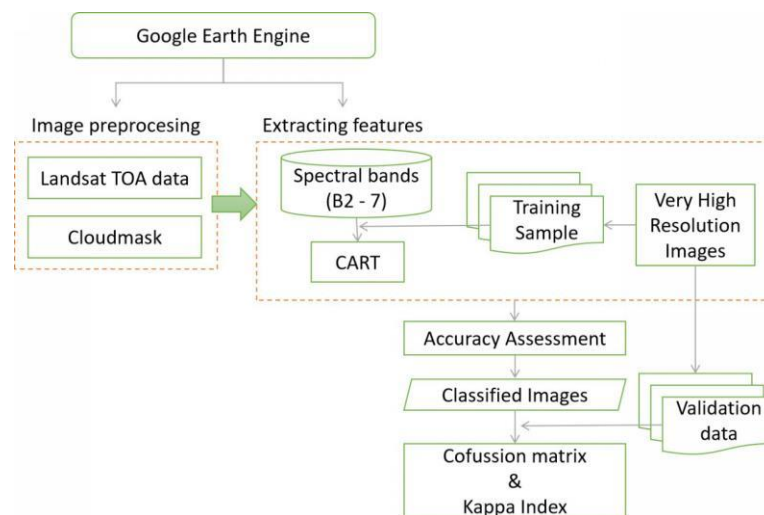 Google Earth Engine
Image preprocesing
Extracting features
Landsat TOA data
Cloudmask
Spectral bands
(B2 - 7)
CART
Training
Sample
Very High
Resolution
Images
Accuracy Assessment
Classified Images
Validation
data
Cofussion matrix
&
Kappa Index